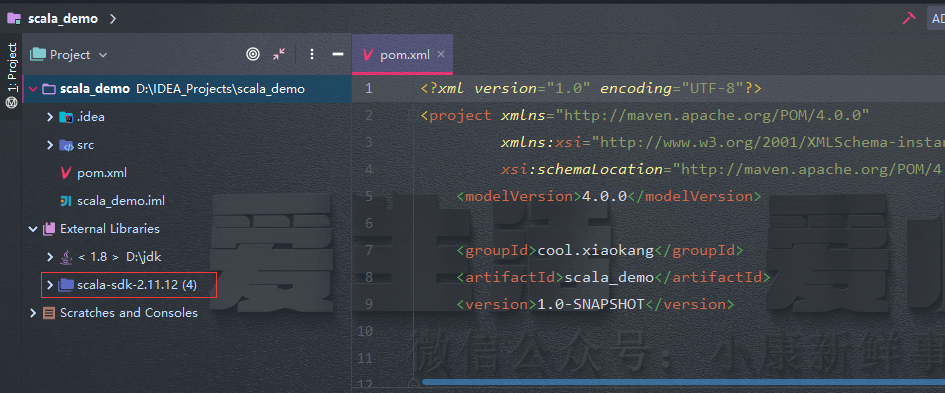 scala_demo
AD
1: Project
Project
pom.xml
scala_demo D:\IDEA_Projects\scala_demo
.idea
src
pom.xml
scala_demo.iml
External Libraries
< 1.8 > D:\jdk
scala-sdk-2.11.12 (4)
Scratches and Consoles
1 <?xml version="1.0" encoding="UTF-8"?>
2 <project xmlns="http://maven.apache.org/POM/4.0.0"
3 xmlns:xsi="http://www.w3.org/2001/XMLSchema-instan
4 xsi:schemaLocation="http://maven.apache.org/POM/4
5 <modelVersion>4.0.0</modelVersion>
6
7 <groupId>cool.xiaokang</groupId>
8 <artifactId>scala_demo</artifactId>
9 <version>1.0-SNAPSHOT</version>
10
11
12
爱生活 爱
微信公众号：小康新鲜事